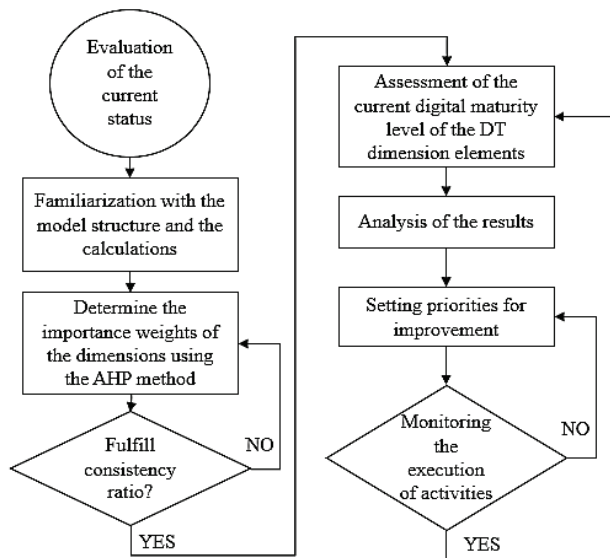 Evaluation
of the
current
status
Familiarization with the
model structure and the
calculations
Determine the
importance weights of
the dimensions using
the AHP method
Fulfill
consistency
ratio?
NO
YES
Assessment of the
current digital maturity
level of the DT
dimension elements
Analysis of the results
Setting priorities for
improvement
Monitoring
the
execution
of activities
NO
YES